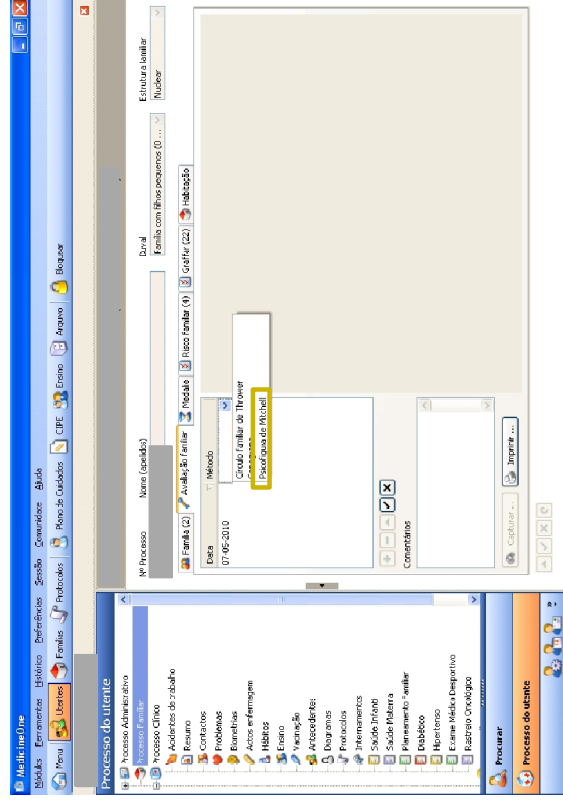 MedicineOne
Módulos Ferramentas Histórico Preferências Sessão Comunidade Ajuda
Menu Utentes Famílias Protocolos Plano de Cuidados CIPE Ensino Arquivo Bloquear
Processo do utente
Processo Administrativo
Processo Familiar
Processo Clínico
Acidentes de trabalho
Resumo
Contactos
Problemas
Biometrias
Actos enfermagem
Hábitos
Ensino
Vacinação
Antecedentes
Diagramas
Protocolos
Internamentos
Saúde Infantil
Saúde Materna
Planeamento Familiar
Diabético
Hipertenso
Exame Médico Desportivo
Rastreio Oncológico
Procurar
Processo do utente
Nº Processo Nome (apelidos) Duval Estrutura familiar
Família com filhos pequenos (0 ... Nuclear
Família (2) Avaliação familiar Medalie Risco Familiar (4) Graffar (22) Habitação
Data Método
07-05-2010
Círculo familiar de Thrower
Psicofigura de Mitchell
Comentários
Capturar ... Imprimir ...